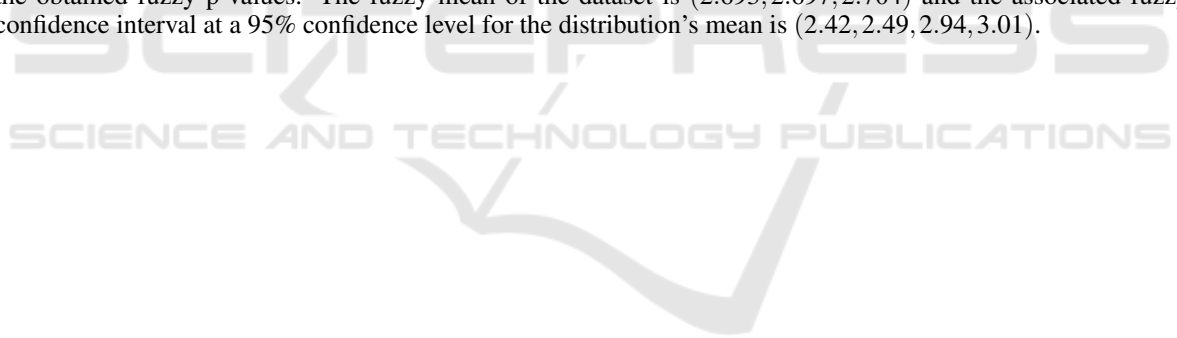 the obtained fuzzy p-values. The fuzzy mean of the dataset is (2.693, 2.697, 2.704) and the associated fuzzy
confidence interval at a 95% confidence level for the distribution's mean is (2.42, 2.49, 2.94, 3.01).
SCITEPRESS
SCIENCE AND TECHNOLOGY PUBLICATIONS